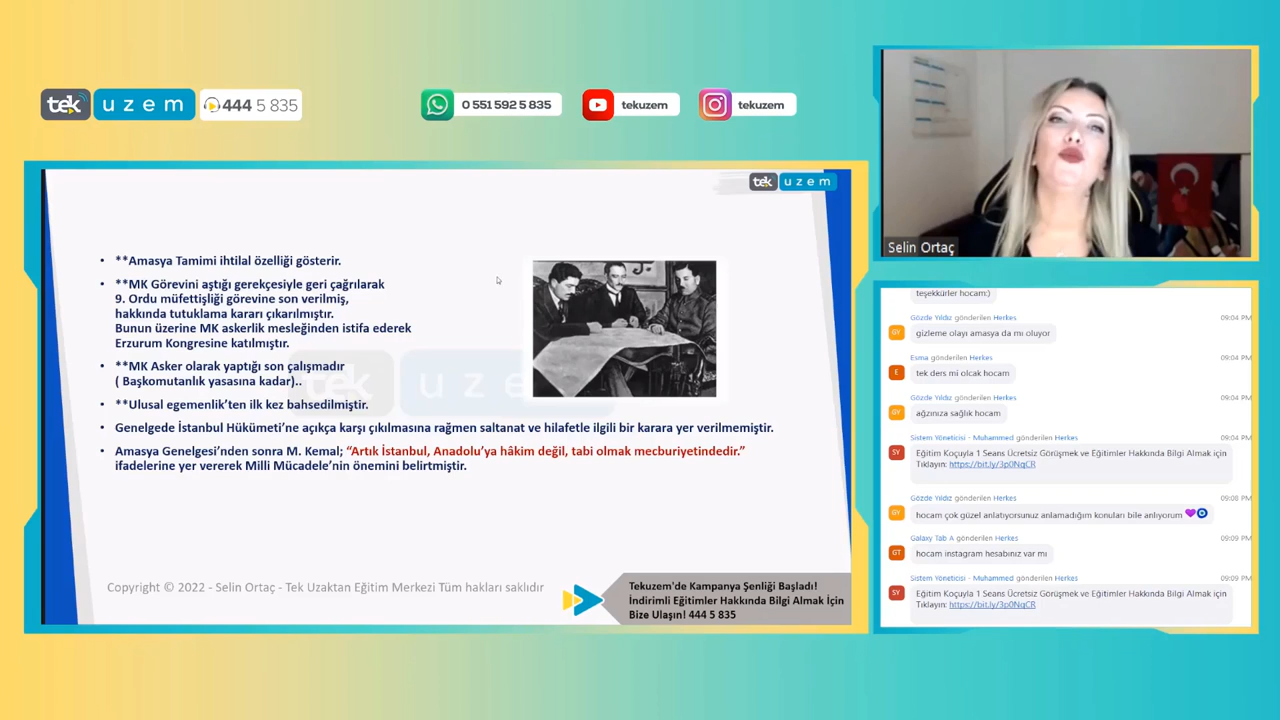 tek uzem 444 5 835
0 551 592 5 835
tekuzem
tekuzem
tek uzem
• **Amasya Tamimi ihtilal özelliği gösterir.
• **MK Görevini aştığı gerekçesiyle geri çağrılarak
9. Ordu müfettişliği görevine son verilmiş,
hakkında tutuklama kararı çıkarılmıştır.
Bunun üzerine MK askerlik mesleğinden istifa ederek
Erzurum Kongresine katılmıştır.
• **MK Asker olarak yaptığı son çalışmadır
( Başkomutanlık yasasına kadar)..
• **Ulusal egemenlik’ten ilk kez bahsedilmiştir.
• Genelgede İstanbul Hükümeti’ne açıkça karşı çıkılmasına rağmen saltanat ve hilafetle ilgili bir karara yer verilmemiştir.
• Amasya Genelgesi’nden sonra M. Kemal; “Artık İstanbul, Anadolu’ya hâkim değil, tabi olmak mecburiyetindedir.”
ifadelerine yer vererek Milli Mücadele’nin önemini belirtmiştir.
tek uze
Copyright © 2022 - Selin Ortaç - Tek Uzaktan Eğitim Merkezi Tüm hakları saklıdır
Tekuzem'de Kampanya Şenliği Başladı!
İndirimli Eğitimler Hakkında Bilgi Almak İçin
Bize Ulaşın! 444 5 835
Selin Ortaç
teşekkürler hocam:)
Gözde Yıldız gönderilen Herkes 09:04 PM
GY gizleme olayı amasya da mı oluyor
Esma gönderilen Herkes 09:04 PM
E tek ders mi olcak hocam
Gözde Yıldız gönderilen Herkes 09:04 PM
GY ağzınıza sağlık hocam
Sistem Yöneticisi - Muhammed gönderilen Herkes 09:04 PM
SY Eğitim Koçuyla 1 Seans Ücretsiz Görüşmek ve Eğitimler Hakkında Bilgi Almak için
Tıklayın: https://bit.ly/3p0NqCR
Gözde Yıldız gönderilen Herkes 09:08 PM
GY hocam çok güzel anlatıyorsunuz anlamadığım konuları bile anlıyorum
Galaxy Tab A gönderilen Herkes 09:09 PM
GT hocam instagram hesabınız var mı
Sistem Yöneticisi - Muhammed gönderilen Herkes 09:09 PM
SY Eğitim Koçuyla 1 Seans Ücretsiz Görüşmek ve Eğitimler Hakkında Bilgi Almak için
Tıklayın: https://bit.ly/3p0NqCR